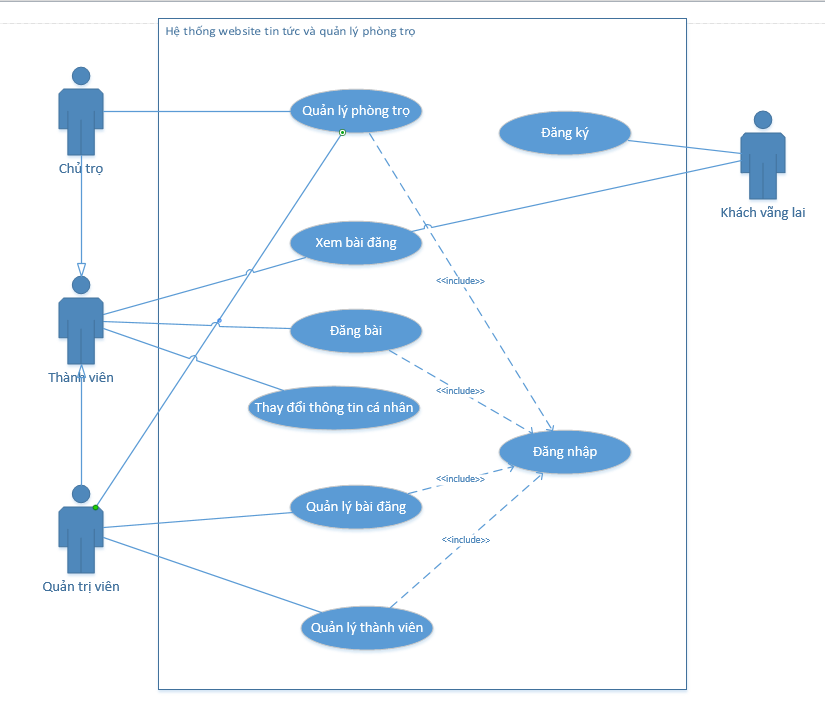 Hệ thống website tin tức và quản lý phòng trọ
Quản lý phòng trọ
Đăng ký
Chủ trọ
Khách vãng lai
Xem bài đăng
<<include>>
Đăng bài
Thành viên
<<include>>
Thay đổi thông tin cá nhân
Đăng nhập
<<include>>
Quản lý bài đăng
<<include>>
Quản trị viên
Quản lý thành viên